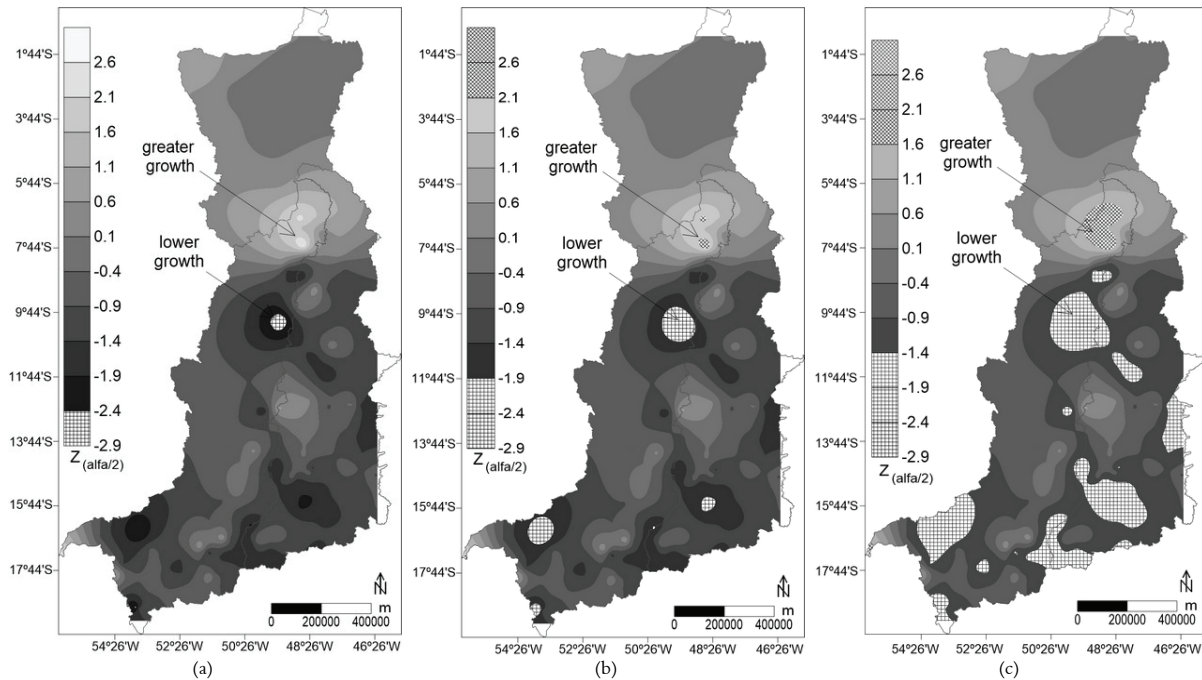 1°44'S
3°44'S
5°44'S
7°44'S
9°44'S
11°44'S
13°44'S
15°44'S
17°44'S
2.6
2.1
1.6
1.1
0.6
0.1
-0.4
-0.9
-1.4
-1.9
-2.4
-2.9
Z(alfa/2)
greater
growth
lower
growth
N
m
0 200000 400000
54°26'W 52°26'W 50°26'W 48°26'W 46°26'W
(a)
1°44'S
3°44'S
5°44'S
7°44'S
9°44'S
11°44'S
13°44'S
15°44'S
17°44'S
2.6
2.1
1.6
1.1
0.6
0.1
-0.4
-0.9
-1.4
-1.9
-2.4
-2.9
Z(alfa/2)
greater
growth
lower
growth
N
m
0 200000 400000
54°26'W 52°26'W 50°26'W 48°26'W 46°26'W
(b)
1°44'S
3°44'S
5°44'S
7°44'S
9°44'S
11°44'S
13°44'S
15°44'S
17°44'S
2.6
2.1
1.6
1.1
0.6
0.1
-0.4
-0.9
-1.4
-1.9
-2.4
-2.9
Z(alfa/2)
greater
growth
lower
growth
N
m
0 200000 400000
54°26'W 52°26'W 50°26'W 48°26'W 46°26'W
(c)